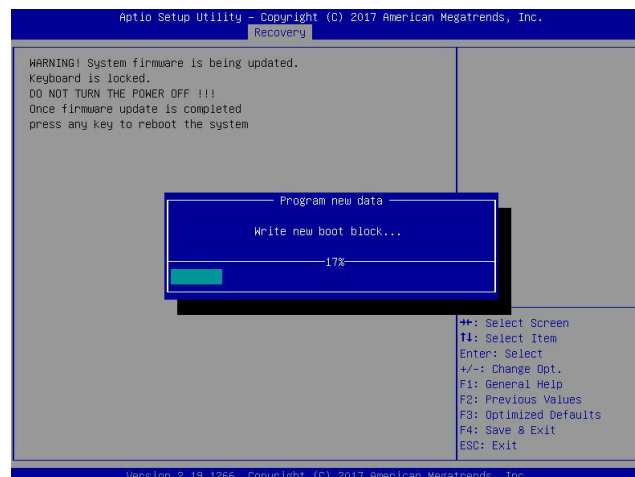 Aptio Setup Utility – Copyright (C) 2017 American Megatrends, Inc.
Recovery
WARNING! System firmware is being updated.
Keyboard is locked.
DO NOT TURN THE POWER OFF !!!
Once firmware update is completed
press any key to reboot the system
Program new data
Write new boot block...
17%
→←: Select Screen
↑↓: Select Item
Enter: Select
+/-: Change Opt.
F1: General Help
F2: Previous Values
F3: Optimized Defaults
F4: Save & Exit
ESC: Exit
Version 2.19.1266. Copyright (C) 2017 American Megatrends, Inc.